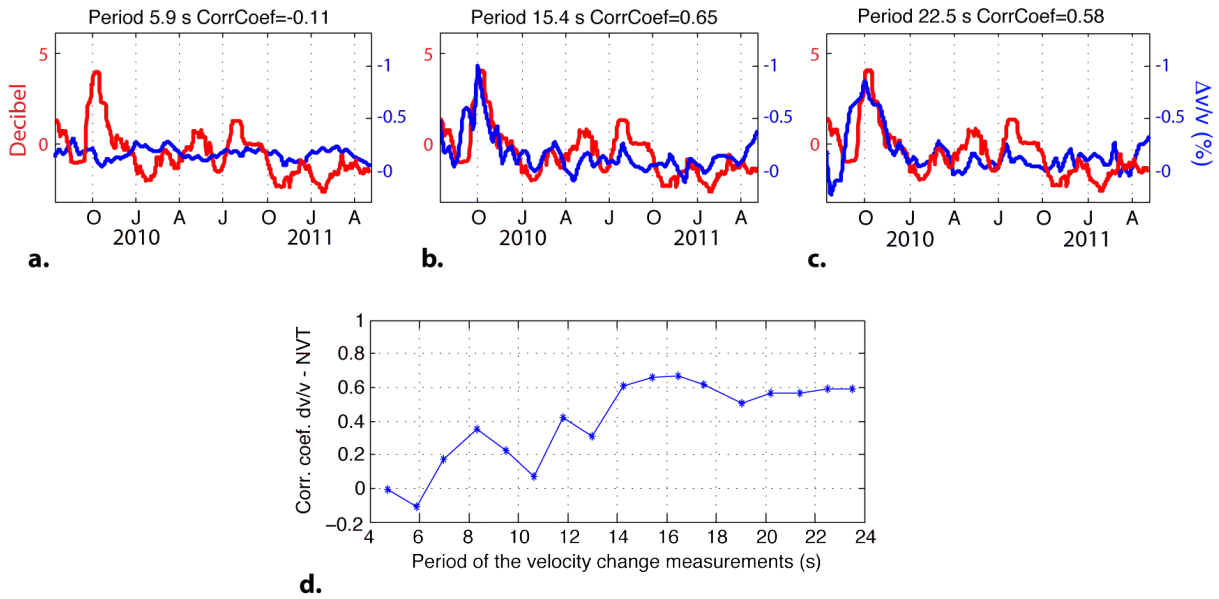 Period 5.9 s CorrCoef=-0.11
5
0
Decibel
-1
-0.5
-0
O J A J O J A
2010 2011
a.
Period 15.4 s CorrCoef=0.65
5
0
-1
-0.5
-0
O J A J O J A
2010 2011
b.
Period 22.5 s CorrCoef=0.58
5
0
-1
-0.5
-0
Δv/v (%)
O J A J O J A
2010 2011
c.
Corr. coef. dv/v - NVT
1
0.8
0.6
0.4
0.2
0
−0.2
4 6 8 10 12 14 16 18 20 22 24
Period of the velocity change measurements (s)
d.